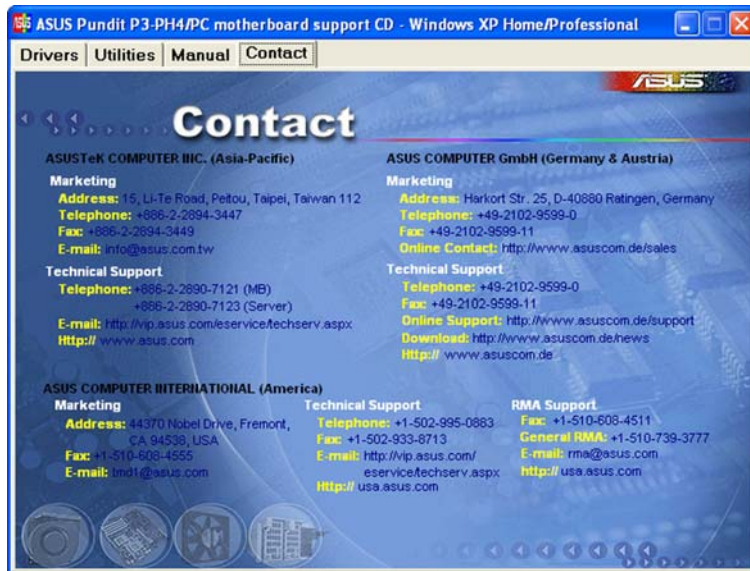 ASUS Pundit P3-PH4/PC motherboard support CD - Windows XP Home/Professional
Drivers Utilities Manual Contact
ASUS
Contact
ASUSTeK COMPUTER INC. (Asia-Pacific)
Marketing
Address: 15, Li-Te Road, Peitou, Taipei, Taiwan 112
Telephone: +886-2-2894-3447
Fax: +886-2-2894-3449
E-mail: info@asus.com.tw
Technical Support
Telephone: +886-2-2890-7121 (MB)
+886-2-2890-7123 (Server)
E-mail: http://vip.asus.com/eservice/techserv.aspx
Http:// www.asus.com
ASUS COMPUTER GmbH (Germany & Austria)
Marketing
Address: Harkort Str. 25, D-40880 Ratingen, Germany
Telephone: +49-2102-9599-0
Fax: +49-2102-9599-11
Online Contact: http://www.asuscom.de/sales
Technical Support
Telephone: +49-2102-9599-0
Fax: +49-2102-9599-11
Online Support: http://www.asuscom.de/support
Download: http://www.asuscom.de/news
Http:// www.asuscom.de
ASUS COMPUTER INTERNATIONAL (America)
Marketing
Address: 44370 Nobel Drive, Fremont,
CA 94538, USA
Fax: +1-510-608-4555
E-mail: tmd1@asus.com
Technical Support
Telephone: +1-502-995-0883
Fax: +1-502-933-8713
E-mail: http://vip.asus.com/
eservice/techserv.aspx
Http:// usa.asus.com
RMA Support
Fax: +1-510-608-4511
General RMA: +1-510-739-3777
E-mail: rma@asus.com
http:// usa.asus.com